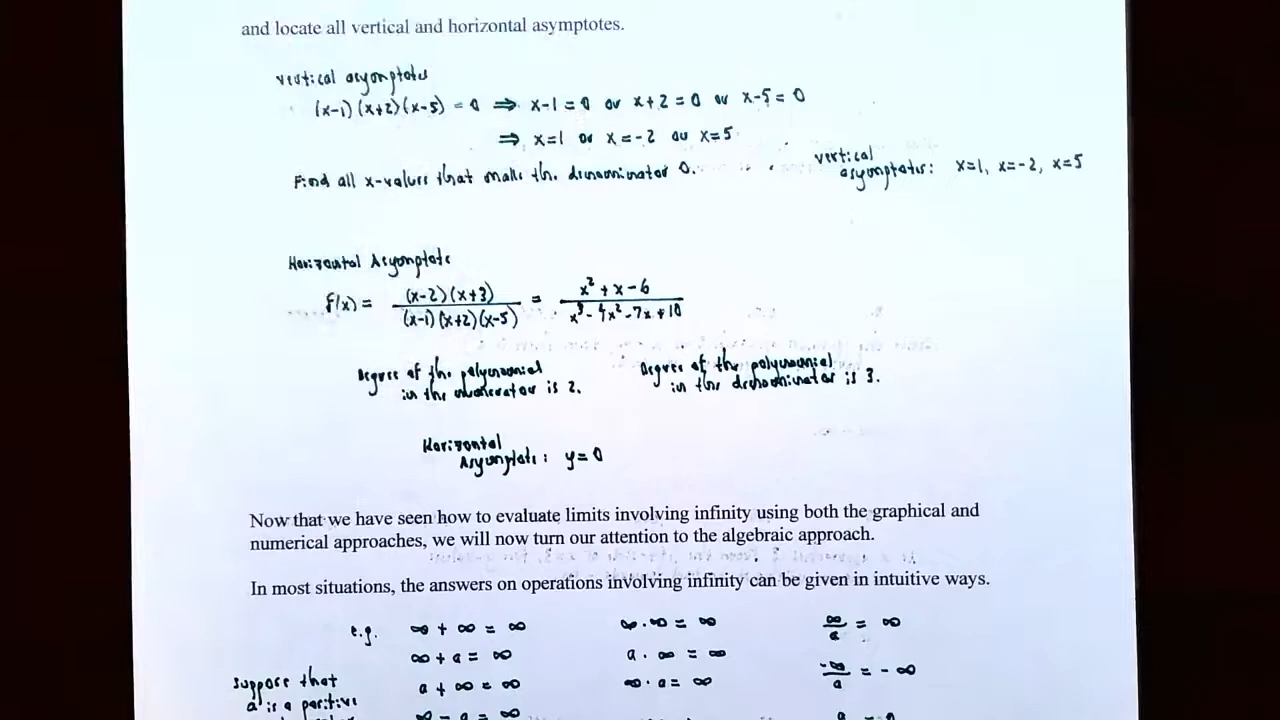 and locate all vertical and horizontal asymptotes.
vertical asymptotes
(x-1)(x+2)(x-5) = 0 ⇒ x-1=0 or x+2=0 or x-5=0
⇒ x=1 or x=-2 or x=5
Find all x-values that make the denominator 0.
vertical
asymptotes: x=1, x=-2, x=5
Horizontal Asymptote
f(x) = (x-2)(x+3) / (x-1)(x+2)(x-5) = x²+x-6 / x³-4x²-7x+10
Degree of the polynomial
in the numerator is 2.
Degree of the polynomial
in the denominator is 3.
Horizontal
Asymptote: y=0
Now that we have seen how to evaluate limits involving infinity using both the graphical and
numerical approaches, we will now turn our attention to the algebraic approach.
In most situations, the answers on operations involving infinity can be given in intuitive ways.
e.g. ∞ + ∞ = ∞ ∞·∞ = ∞ ∞/a = ∞
∞ + a = ∞ a·∞ = ∞ -∞/a = -∞
a + ∞ = ∞ ∞·a = ∞
∞ - a = ∞
suppose that
a is a positive